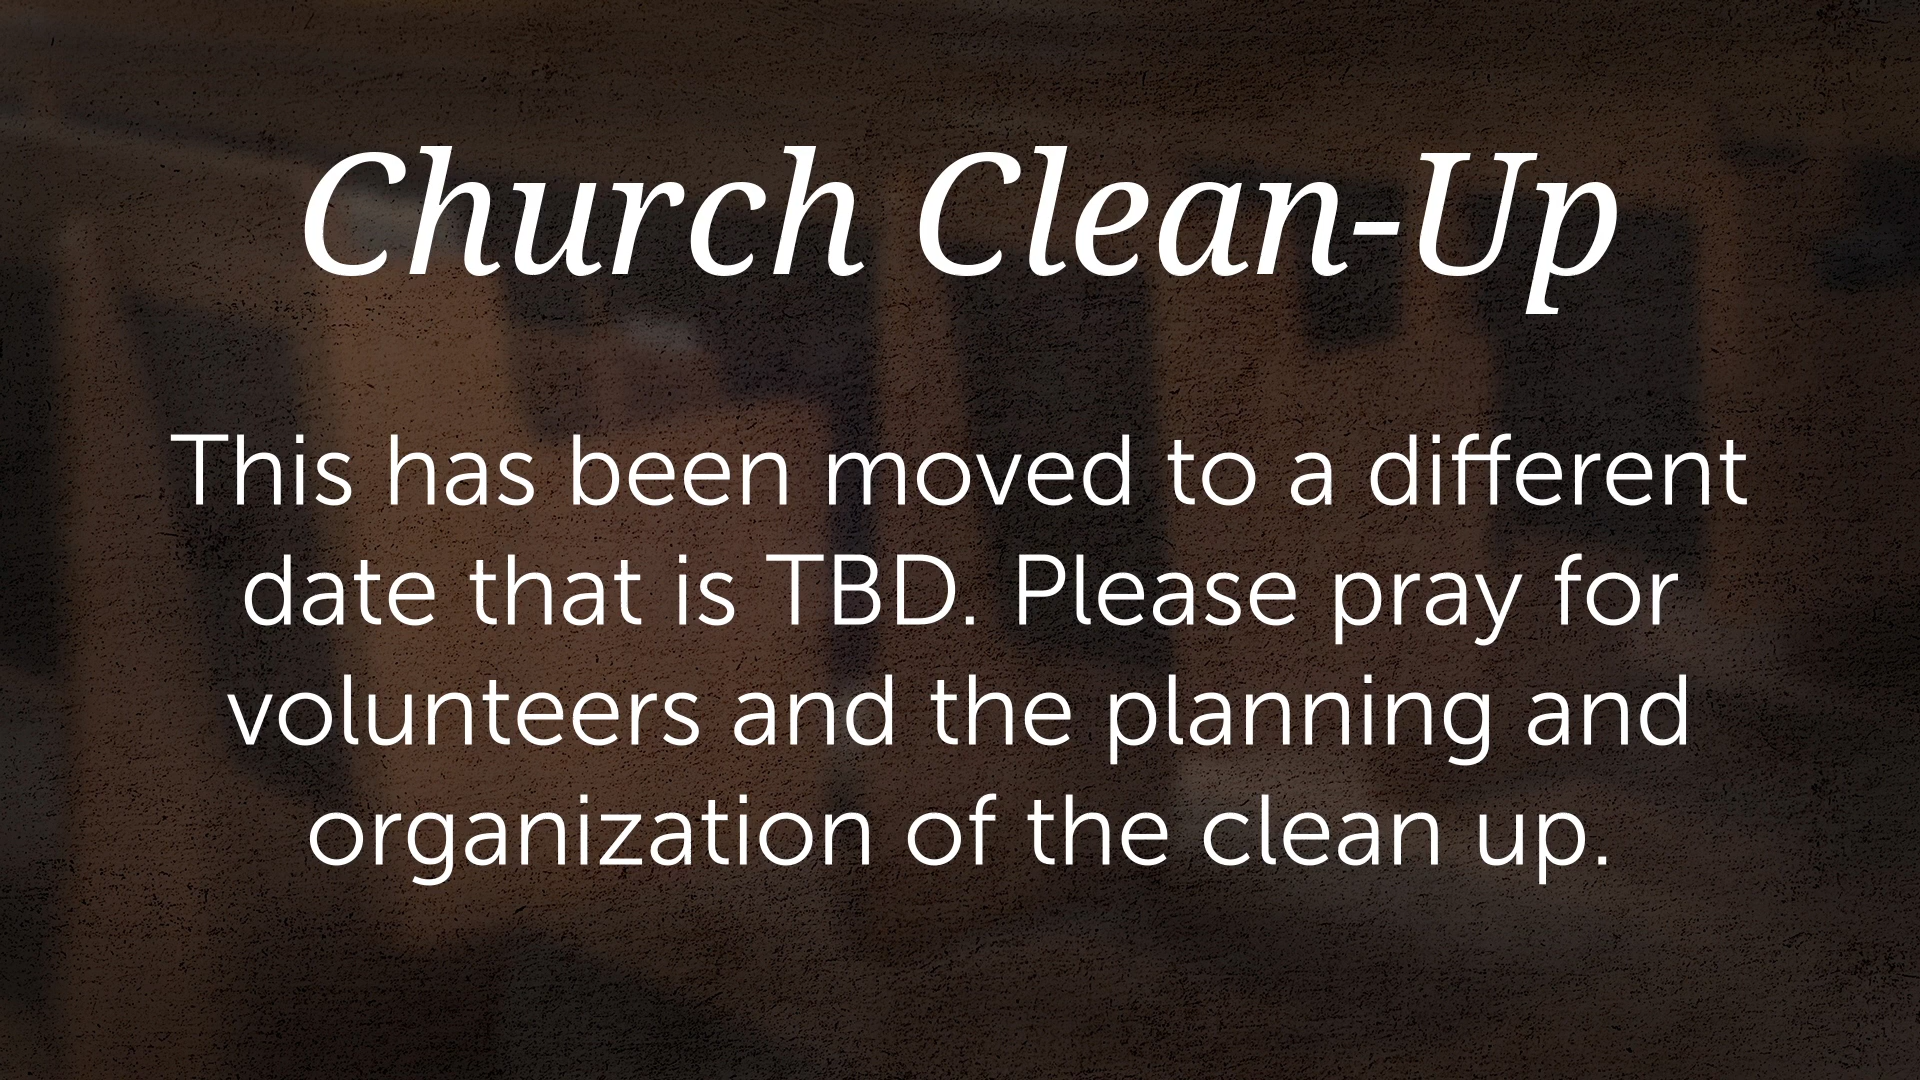 Church Clean-Up
This has been moved to a different
date that is TBD. Please pray for
volunteers and the planning and
organization of the clean up.